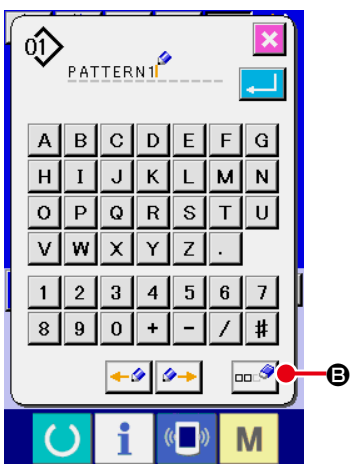 01
PATTERN1
A B C D E F G
H I J K L M N
O P Q R S T U
V W X Y Z .
1 2 3 4 5 6 7
8 9 0 + - / #
B
i M